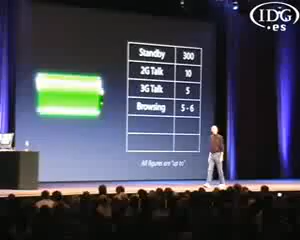 IDG
.es
Standby 300
2G Talk 10
3G Talk 5
Browsing 5 - 6
All figures are "up to"